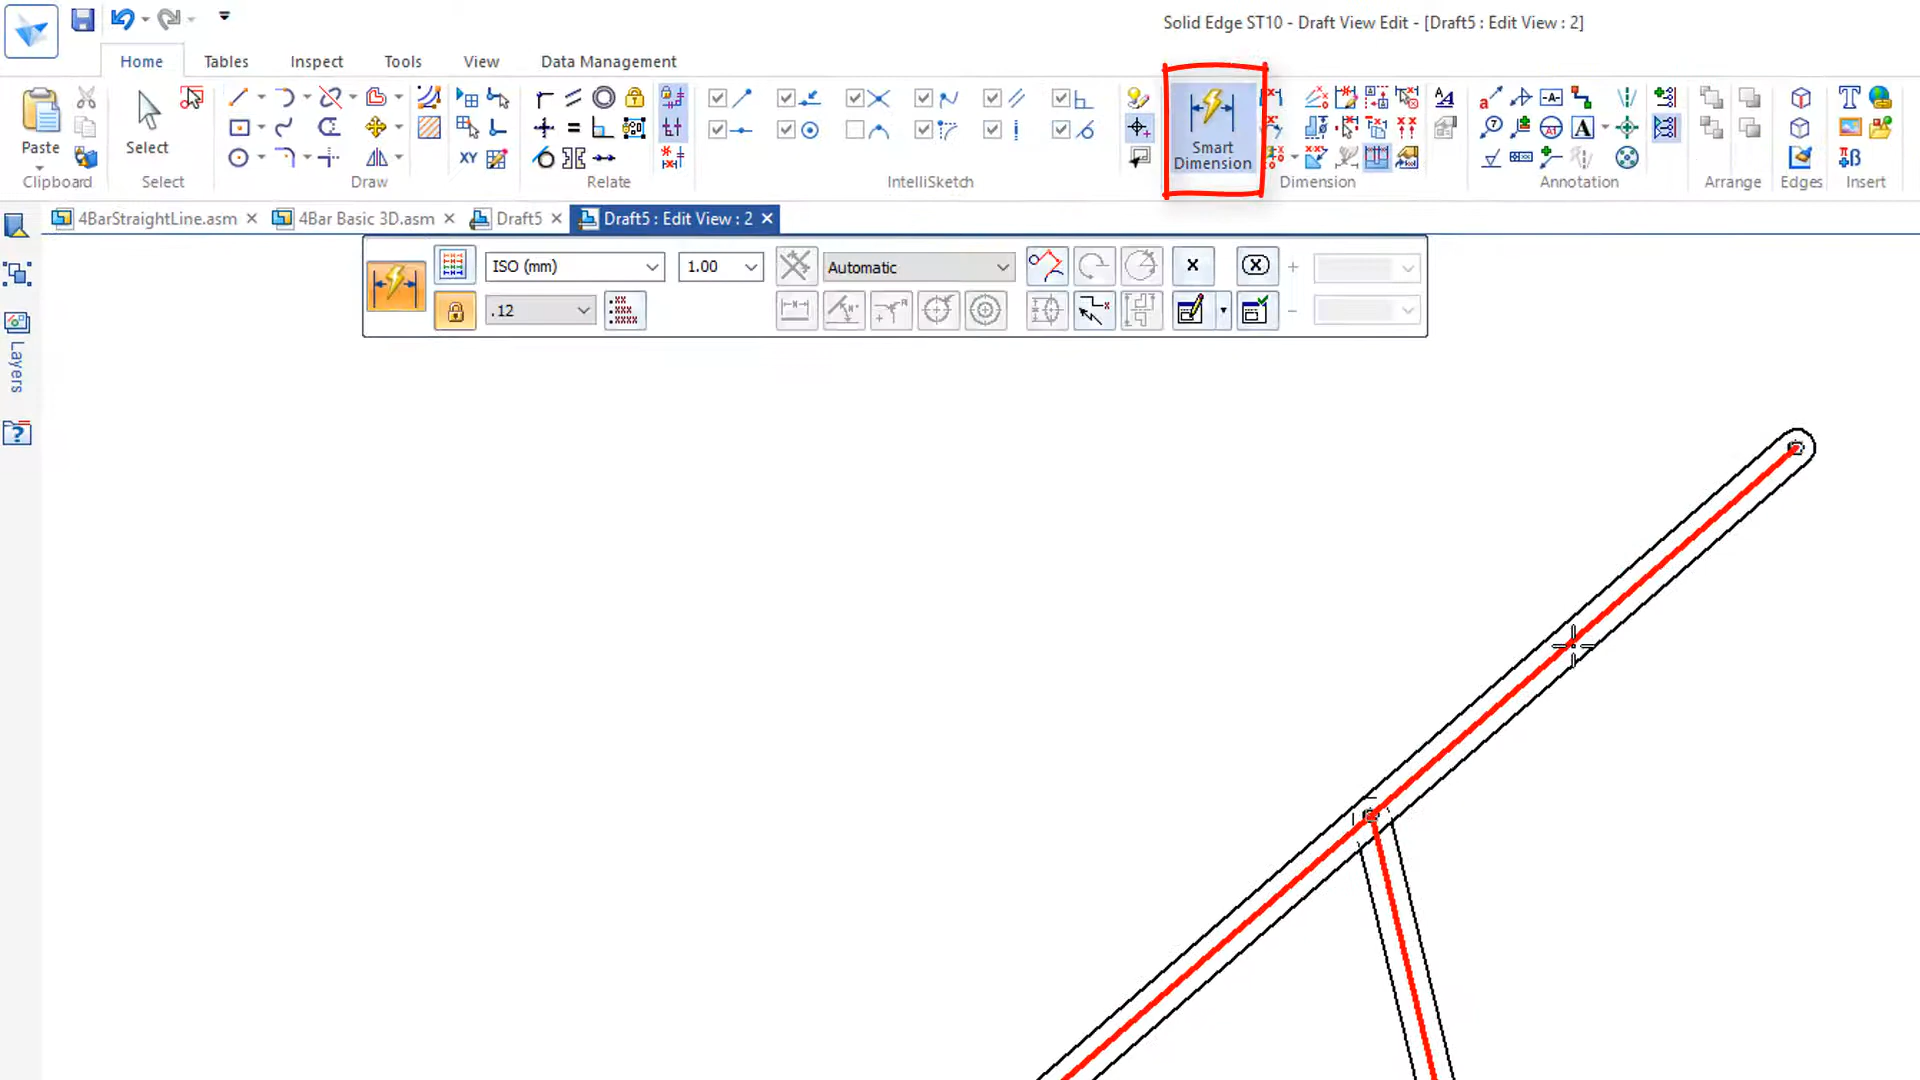 Solid Edge ST10 - Draft View Edit - [Draft5 : Edit View : 2]
Home Tables Inspect Tools View Data Management
Paste
Select
XY
Smart
Dimension
Clipboard Select Draw Relate IntelliSketch Dimension Annotation Arrange Edges Insert
4BarStraightLine.asm 4Bar Basic 3D.asm Draft5 Draft5 : Edit View : 2
ISO (mm) 1.00 Automatic
.12
Layers